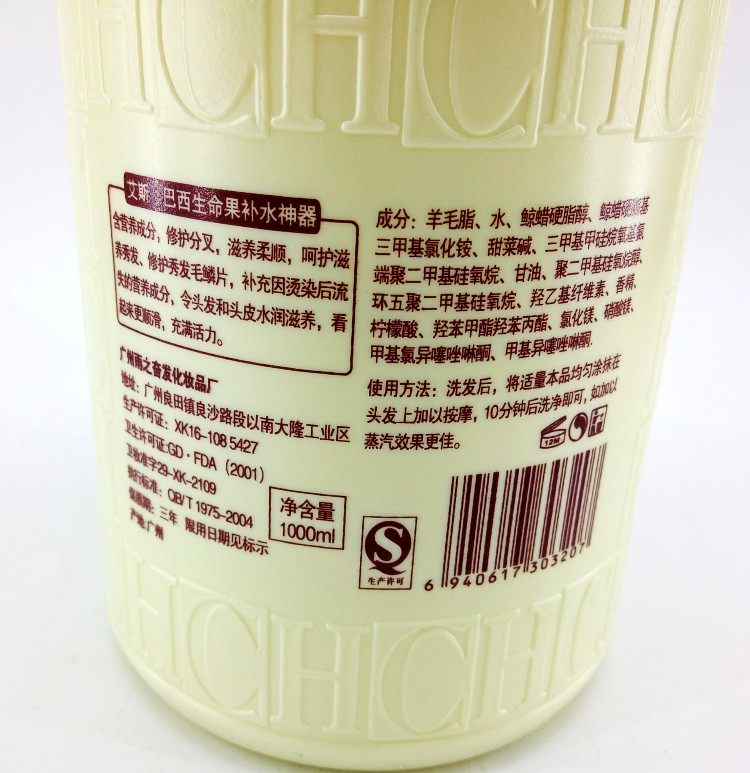 艾斯 巴西生命果补水神器
含营养成分，修护分叉，滋养柔顺，呵护滋
养秀发、修护秀发毛鳞片，补充因烫染后流
失的营养成分，令头发和头皮水润滋养，看
起来更顺滑，充满活力。
广州雨之奋发化妆品厂
地址：广州良田镇良沙路段以南大隆工业区
生产许可证：XK16-108 5427
卫生许可证:GD·FDA（2001）
卫妆准字29-XK-2109
执行标准：QB/T 1975-2004
保质期：三年 限用日期见标示
产地:广州
净含量
1000ml
成分：羊毛脂、水、鲸蜡硬脂醇、鲸蜡硬脂基
三甲基氯化铵、甜菜碱、三甲基甲硅烷氧基氨
端聚二甲基硅氧烷、甘油、聚二甲基硅氧烷醇、
环五聚二甲基硅氧烷、羟乙基纤维素、香精、
柠檬酸、羟苯甲酯羟苯丙酯、氯化镁、硝酸镁、
甲基氯异噻唑啉酮、甲基异噻唑啉酮.
使用方法：洗发后，将适量本品均匀涂抹在
头发上加以按摩，10分钟后洗净即可，如加以
蒸汽效果更佳。
12M
生产许可
6 940617 303207
HCHCHC
HCHCHC